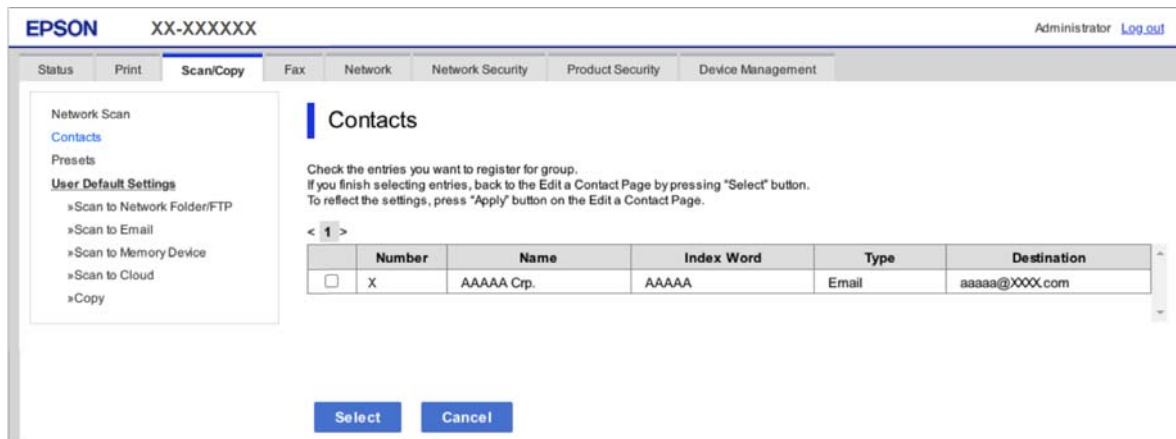 EPSON XX-XXXXXX Administrator Log out
Status Print Scan/Copy Fax Network Network Security Product Security Device Management
Network Scan
Contacts
Presets
User Default Settings
»Scan to Network Folder/FTP
»Scan to Email
»Scan to Memory Device
»Scan to Cloud
»Copy
Contacts
Check the entries you want to register for group.
If you finish selecting entries, back to the Edit a Contact Page by pressing "Select" button.
To reflect the settings, press "Apply" button on the Edit a Contact Page.
< 1 >
Number Name Index Word Type Destination
X AAAAA Crp. AAAAA Email aaaaa@XXXX.com
Select Cancel